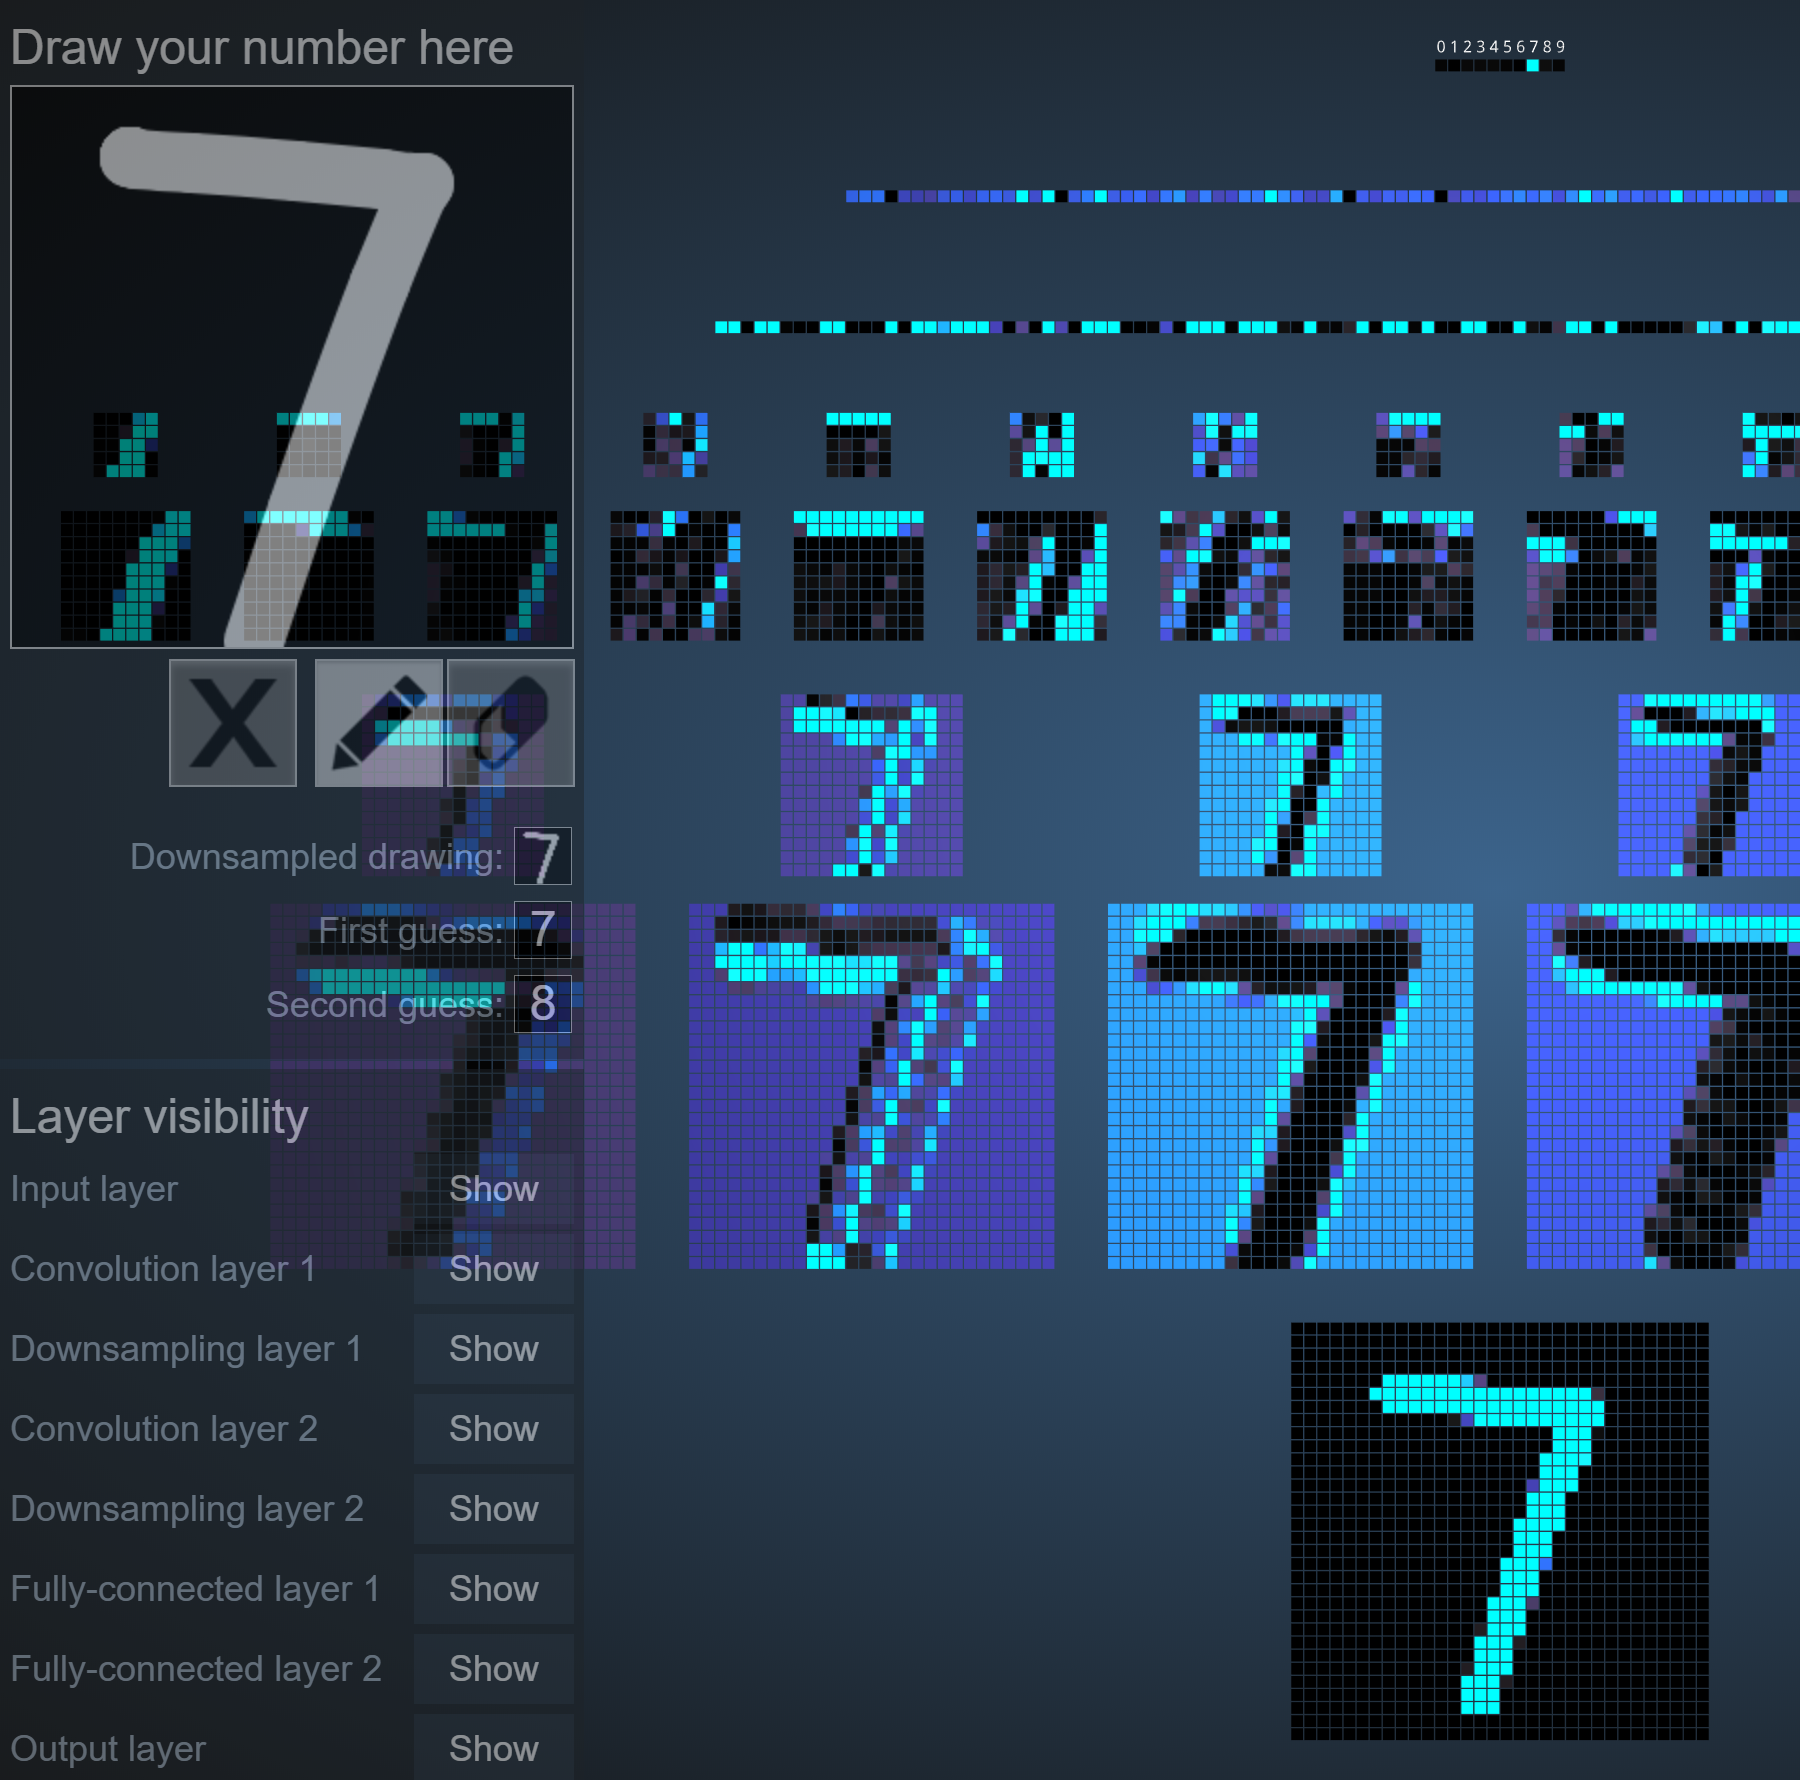 Draw your number here
0 1 2 3 4 5 6 7 8 9
7
X
Downsampled drawing: 7
First guess: 7
Second guess: 8
Layer visibility
Input layer Show
Convolution layer 1 Show
Downsampling layer 1 Show
Convolution layer 2 Show
Downsampling layer 2 Show
Fully-connected layer 1 Show
Fully-connected layer 2 Show
Output layer Show